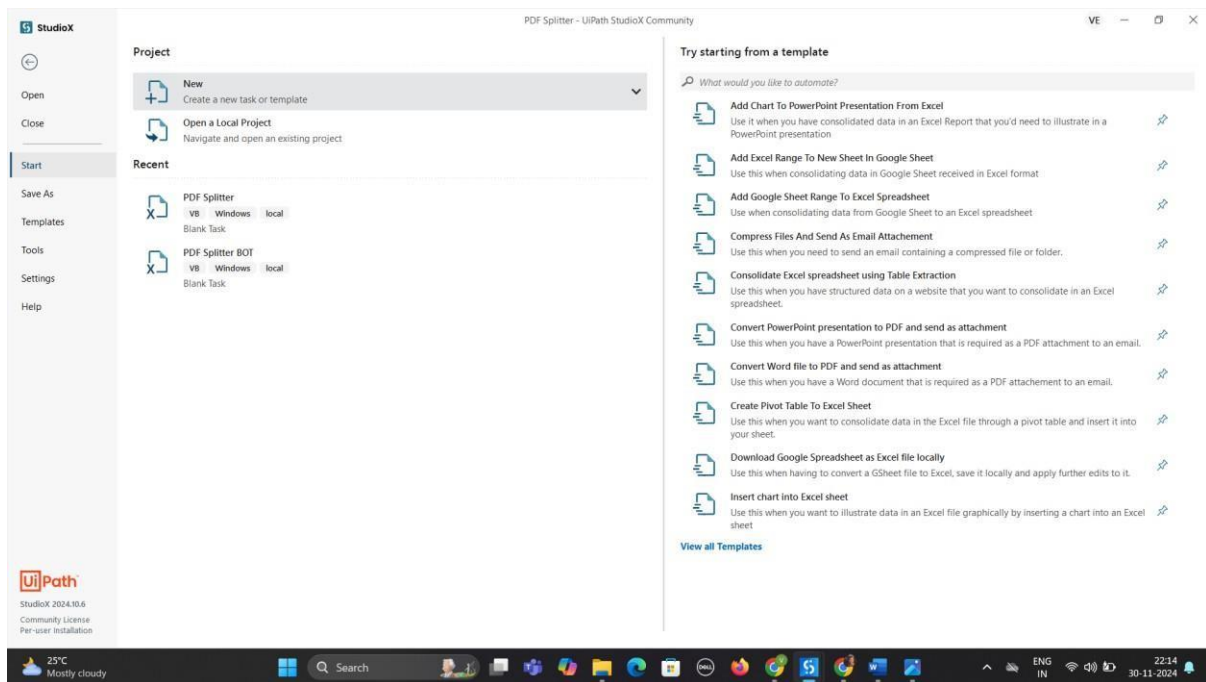 StudioX
PDF Splitter - UiPath StudioX Community
VE
Open
Close
Start
Save As
Templates
Tools
Settings
Help
UiPath
StudioX 2024.10.6
Community License
Per-user Installation
Project
New
Create a new task or template
Open a Local Project
Navigate and open an existing project
Recent
PDF Splitter
VB Windows local
Blank Task
PDF Splitter BOT
VB Windows local
Blank Task
Try starting from a template
What would you like to automate?
Add Chart To PowerPoint Presentation From Excel
Use it when you have consolidated data in an Excel Report that you'd need to illustrate in a
PowerPoint presentation
Add Excel Range To New Sheet In Google Sheet
Use this when consolidating data in Google Sheet received in Excel format
Add Google Sheet Range To Excel Spreadsheet
Use when consolidating data from Google Sheet to an Excel spreadsheet
Compress Files And Send As Email Attachement
Use this when you need to send an email containing a compressed file or folder.
Consolidate Excel spreadsheet using Table Extraction
Use this when you have structured data on a website that you want to consolidate in an Excel
spreadsheet.
Convert PowerPoint presentation to PDF and send as attachment
Use this when you have a PowerPoint presentation that is required as a PDF attachment to an email.
Convert Word file to PDF and send as attachment
Use this when you have a Word document that is required as a PDF attachement to an email.
Create Pivot Table To Excel Sheet
Use this when you want to consolidate data in the Excel file through a pivot table and insert it into
your sheet.
Download Google Spreadsheet as Excel file locally
Use this when having to convert a GSheet file to Excel, save it locally and apply further edits to it.
Insert chart into Excel sheet
Use this when you want to illustrate data in an Excel file graphically by inserting a chart into an Excel
sheet
View all Templates
25°C
Mostly cloudy
Search
DELL
ENG
IN
22:14
30-11-2024